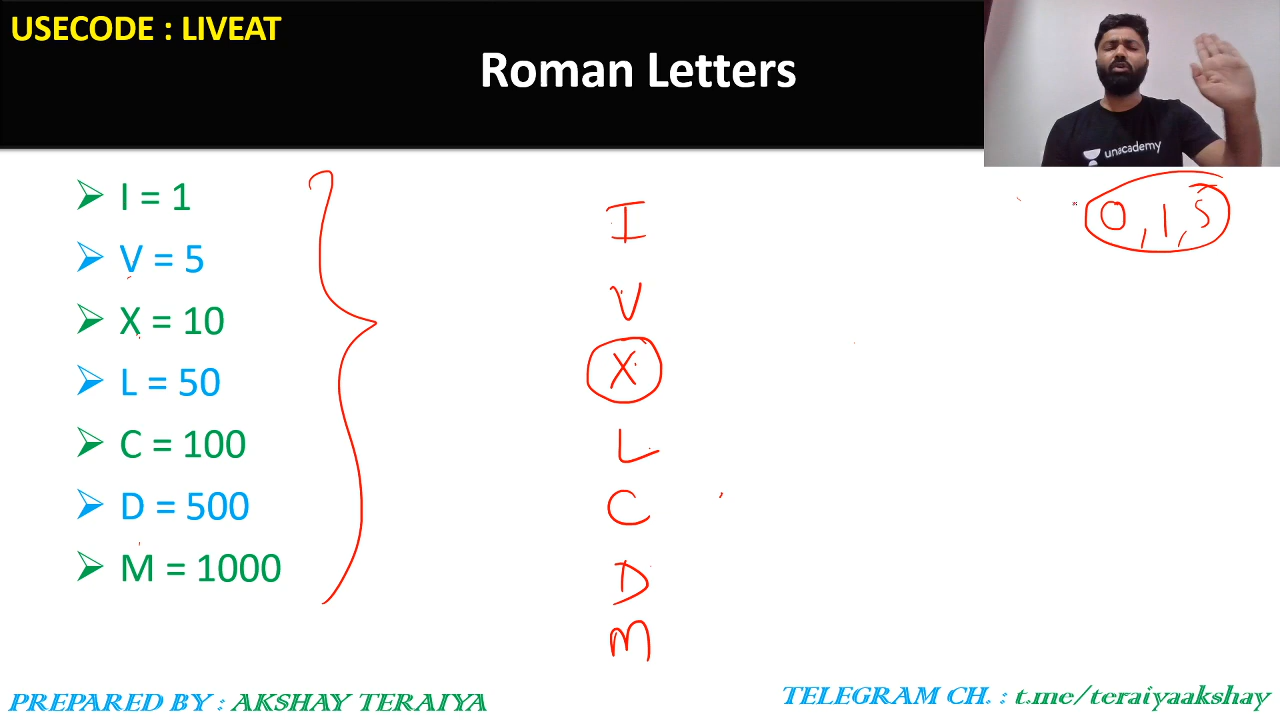 USECODE : LIVEAT
Roman Letters
unacademy
I = 1
V = 5
X = 10
L = 50
C = 100
D = 500
M = 1000
I
V
X
L
C
D
M
0, 1, 5
PREPARED BY : AKSHAY TERAIYA
TELEGRAM CH. : t.me/teraiyaakshay